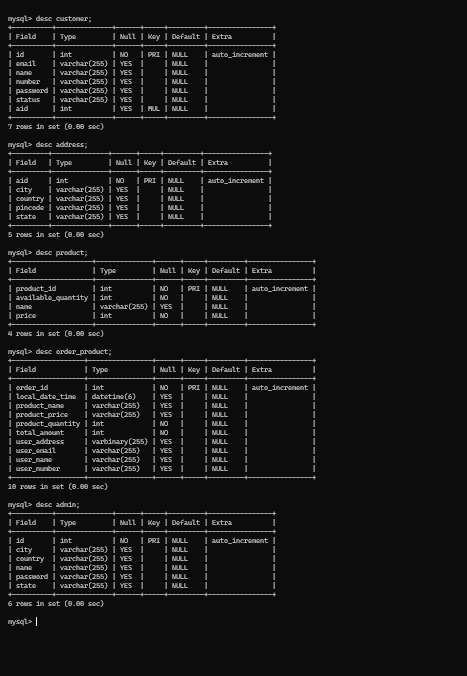 mysql> desc customer;
+----------+--------------+------+-----+---------+----------------+
| Field    | Type         | Null | Key | Default | Extra          |
+----------+--------------+------+-----+---------+----------------+
| id       | int          | NO   | PRI | NULL    | auto_increment |
| email    | varchar(255) | YES  |     | NULL    |                |
| name     | varchar(255) | YES  |     | NULL    |                |
| number   | varchar(255) | YES  |     | NULL    |                |
| password | varchar(255) | YES  |     | NULL    |                |
| status   | varchar(255) | YES  |     | NULL    |                |
| aid      | int          | YES  | MUL | NULL    |                |
+----------+--------------+------+-----+---------+----------------+
7 rows in set (0.00 sec)
mysql> desc address;
+---------+--------------+------+-----+---------+----------------+
| Field   | Type         | Null | Key | Default | Extra          |
+---------+--------------+------+-----+---------+----------------+
| aid     | int          | NO   | PRI | NULL    | auto_increment |
| city    | varchar(255) | YES  |     | NULL    |                |
| country | varchar(255) | YES  |     | NULL    |                |
| pincode | varchar(255) | YES  |     | NULL    |                |
| state   | varchar(255) | YES  |     | NULL    |                |
+---------+--------------+------+-----+---------+----------------+
5 rows in set (0.00 sec)
mysql> desc product;
+--------------------+--------------+------+-----+---------+----------------+
| Field              | Type         | Null | Key | Default | Extra          |
+--------------------+--------------+------+-----+---------+----------------+
| product_id         | int          | NO   | PRI | NULL    | auto_increment |
| available_quantity | int          | NO   |     | NULL    |                |
| name               | varchar(255) | YES  |     | NULL    |                |
| price              | int          | NO   |     | NULL    |                |
+--------------------+--------------+------+-----+---------+----------------+
4 rows in set (0.00 sec)
mysql> desc order_product;
+------------------+----------------+------+-----+---------+----------------+
| Field            | Type           | Null | Key | Default | Extra          |
+------------------+----------------+------+-----+---------+----------------+
| order_id         | int            | NO   | PRI | NULL    | auto_increment |
| local_date_time  | datetime(6)    | YES  |     | NULL    |                |
| product_name     | varchar(255)   | YES  |     | NULL    |                |
| product_price    | varchar(255)   | YES  |     | NULL    |                |
| product_quantity | int            | NO   |     | NULL    |                |
| total_amount     | int            | NO   |     | NULL    |                |
| user_address     | varbinary(255) | YES  |     | NULL    |                |
| user_email       | varchar(255)   | YES  |     | NULL    |                |
| user_name        | varchar(255)   | YES  |     | NULL    |                |
| user_number      | varchar(255)   | YES  |     | NULL    |                |
+------------------+----------------+------+-----+---------+----------------+
10 rows in set (0.00 sec)
mysql> desc admin;
+----------+--------------+------+-----+---------+----------------+
| Field    | Type         | Null | Key | Default | Extra          |
+----------+--------------+------+-----+---------+----------------+
| id       | int          | NO   | PRI | NULL    | auto_increment |
| city     | varchar(255) | YES  |     | NULL    |                |
| country  | varchar(255) | YES  |     | NULL    |                |
| name     | varchar(255) | YES  |     | NULL    |                |
| password | varchar(255) | YES  |     | NULL    |                |
| state    | varchar(255) | YES  |     | NULL    |                |
+----------+--------------+------+-----+---------+----------------+
6 rows in set (0.00 sec)
mysql>